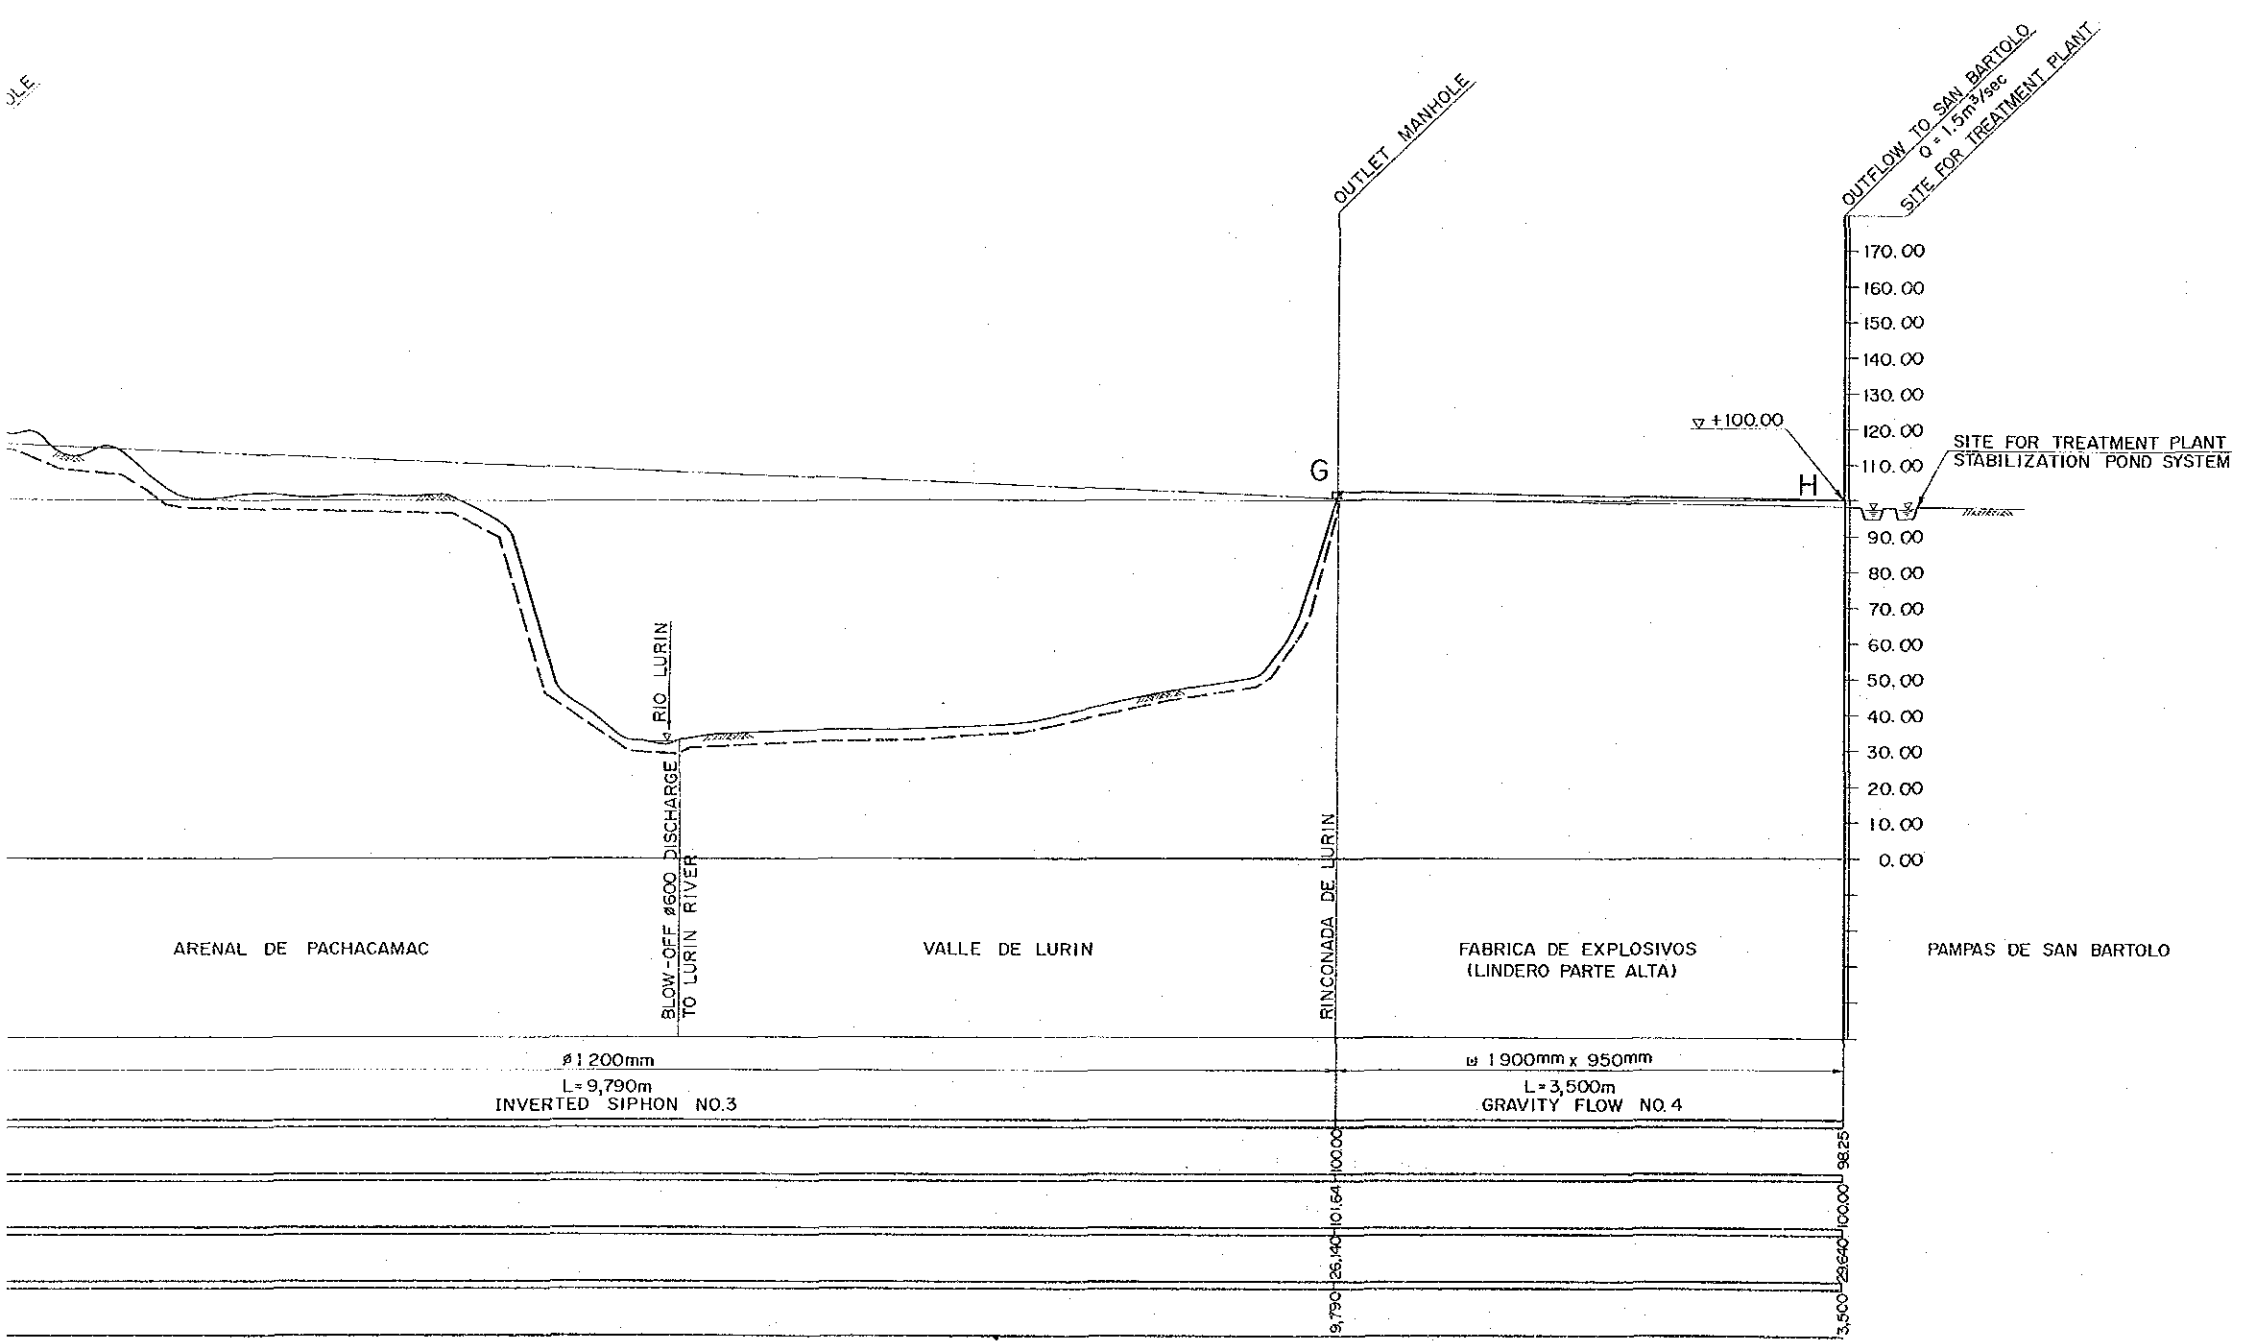 OUTLET MANHOLE
OUTFLOW TO SAN BARTOLO
Q = 1.5m³/sec
SITE FOR TREATMENT PLANT
170.00
160.00
150.00
140.00
130.00
▽ +100.00
120.00
SITE FOR TREATMENT PLANT
STABILIZATION POND SYSTEM
110.00
G
H
90.00
80.00
70.00
60.00
50.00
40.00
30.00
20.00
10.00
0.00
RIO LURIN
BLOW-OFF ø600 DISCHARGE
TO LURIN RIVER
RINCONADA DE LURIN
ARENAL DE PACHACAMAC
VALLE DE LURIN
FABRICA DE EXPLOSIVOS
(LINDERO PARTE ALTA)
PAMPAS DE SAN BARTOLO
ø1200mm
L=9,790m
INVERTED SIPHON NO.3
1900mm x 950mm
L=3,500m
GRAVITY FLOW NO.4
100.00
98.25
101.64
100.00
26,140
29,640
9,790
3,500